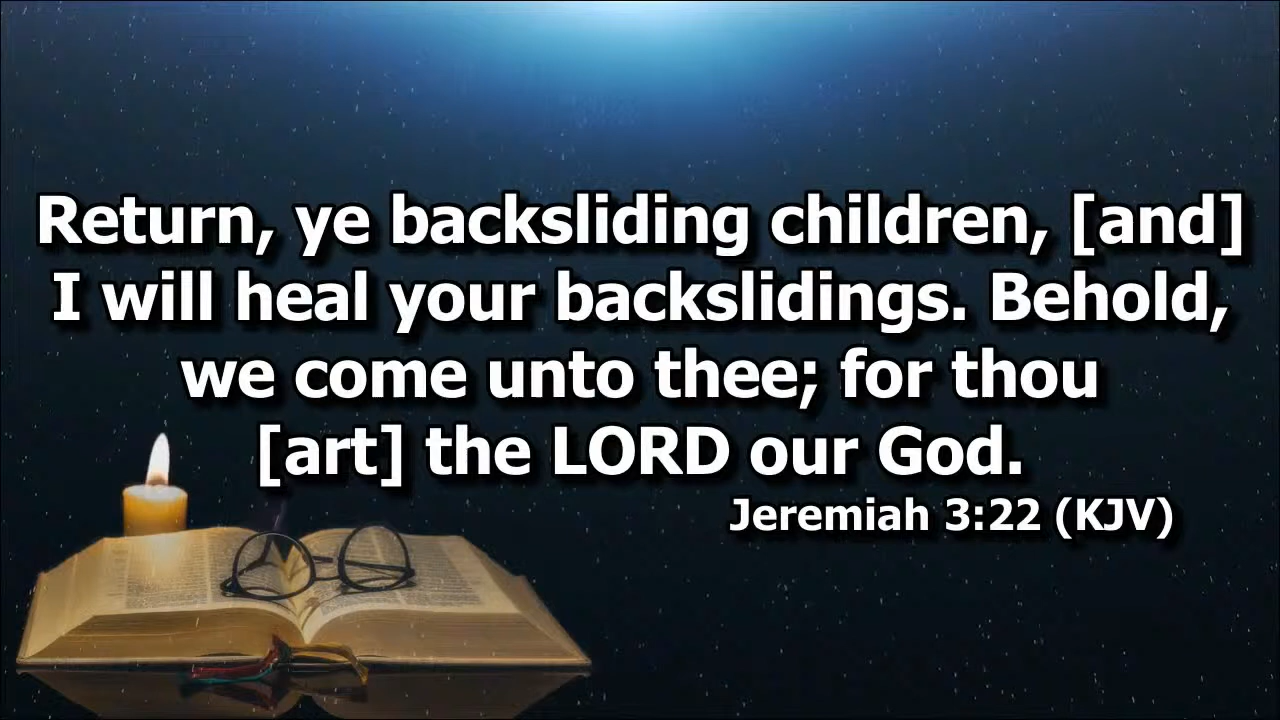 Return, ye backsliding children, [and]
I will heal your backslidings. Behold,
we come unto thee; for thou
[art] the LORD our God.
Jeremiah 3:22 (KJV)